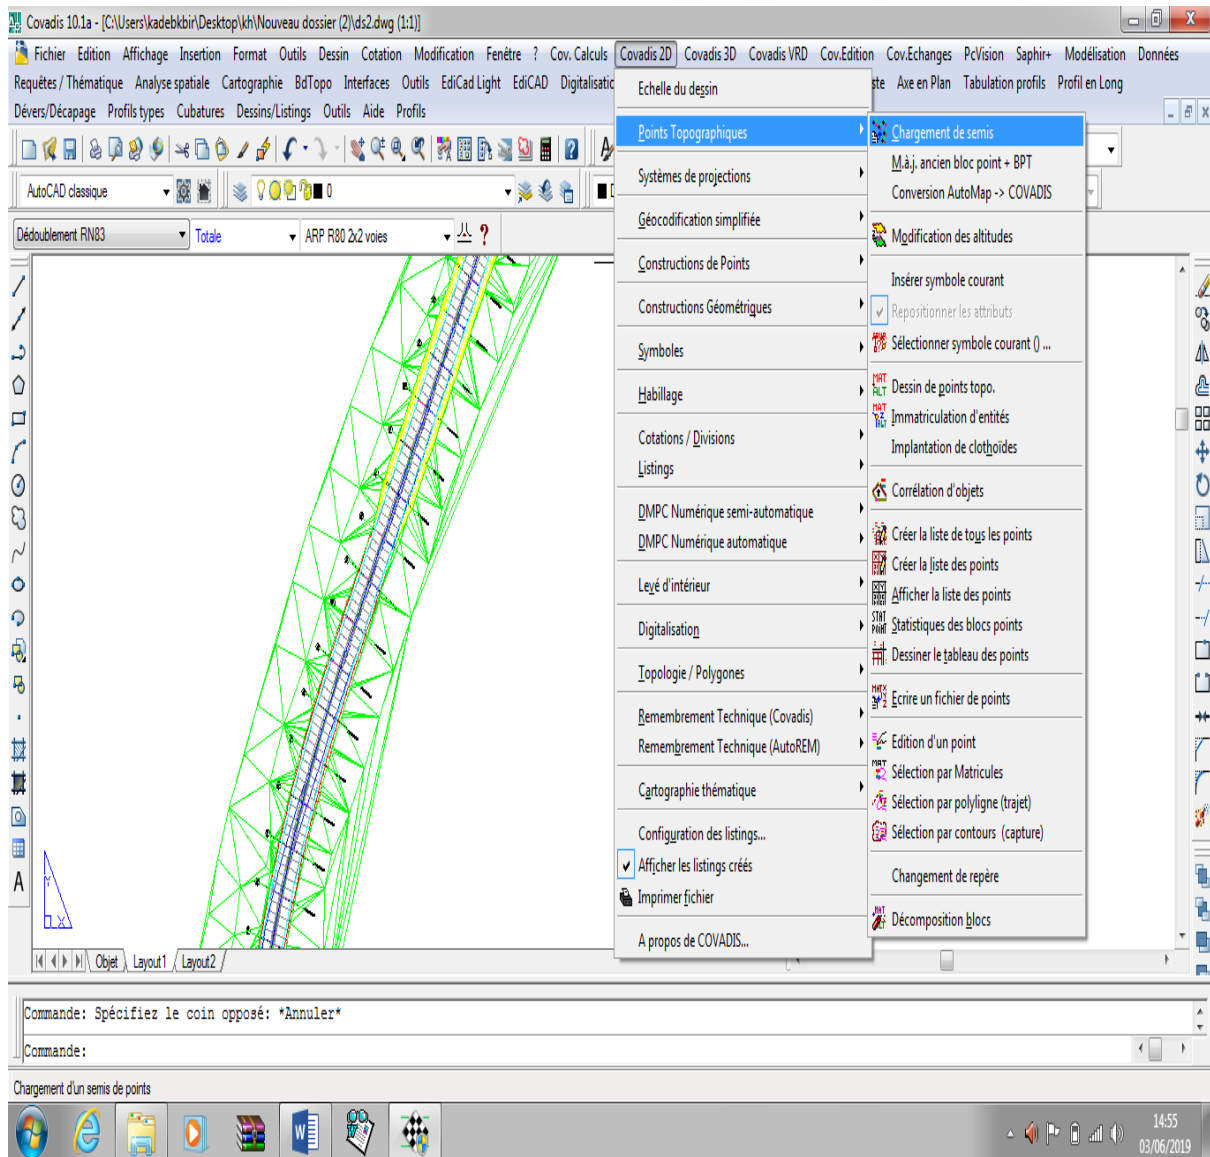 Covadis 10.1a - [C:\Users\kadebkbir\Desktop\kh\Nouveau dossier (2)\ds2.dwg (1:1)]
Fichier Edition Affichage Insertion Format Outils Dessin Cotation Modification Fenêtre ? Cov. Calculs Covadis 2D Covadis 3D Covadis VRD Cov.Edition Cov.Echanges PcVision Saphir+ Modélisation Données
Requêtes / Thématique Analyse spatiale Cartographie BdTopo Interfaces Outils EdiCad Light EdiCAD Digitalisatio ste Axe en Plan Tabulation profils Profil en Long
Dévers/Décapage Profils types Cubatures Dessins/Listings Outils Aide Profils
AutoCAD classique
0
Dédoublement RN83
Totale
ARP R80 2x2 voies
Echelle du dessin
Points Topographiques
Systèmes de projections
Géocodification simplifiée
Constructions de Points
Constructions Géométriques
Symboles
Habillage
Cotations / Divisions
Listings
DMPC Numérique semi-automatique
DMPC Numérique automatique
Levé d'intérieur
Digitalisation
Topologie / Polygones
Remembrement Technique (Covadis)
Remembrement Technique (AutoREM)
Cartographie thématique
Configuration des listings...
Afficher les listings créés
Imprimer fichier
A propos de COVADIS...
Chargement de semis
M.à.j. ancien bloc point + BPT
Conversion AutoMap -> COVADIS
Modification des altitudes
Insérer symbole courant
Repositionner les attributs
Sélectionner symbole courant () ...
Dessin de points topo.
Immatriculation d'entités
Implantation de clothoïdes
Corrélation d'objets
Créer la liste de tous les points
Créer la liste des points
Afficher la liste des points
Statistiques des blocs points
Dessiner le tableau des points
Ecrire un fichier de points
Edition d'un point
Sélection par Matricules
Sélection par polyligne (trajet)
Sélection par contours (capture)
Changement de repère
Décomposition blocs
A
Y
X
Objet Layout1 Layout2
Commande: Spécifiez le coin opposé: *Annuler*
Commande:
Chargement d'un semis de points
14:55
03/06/2019